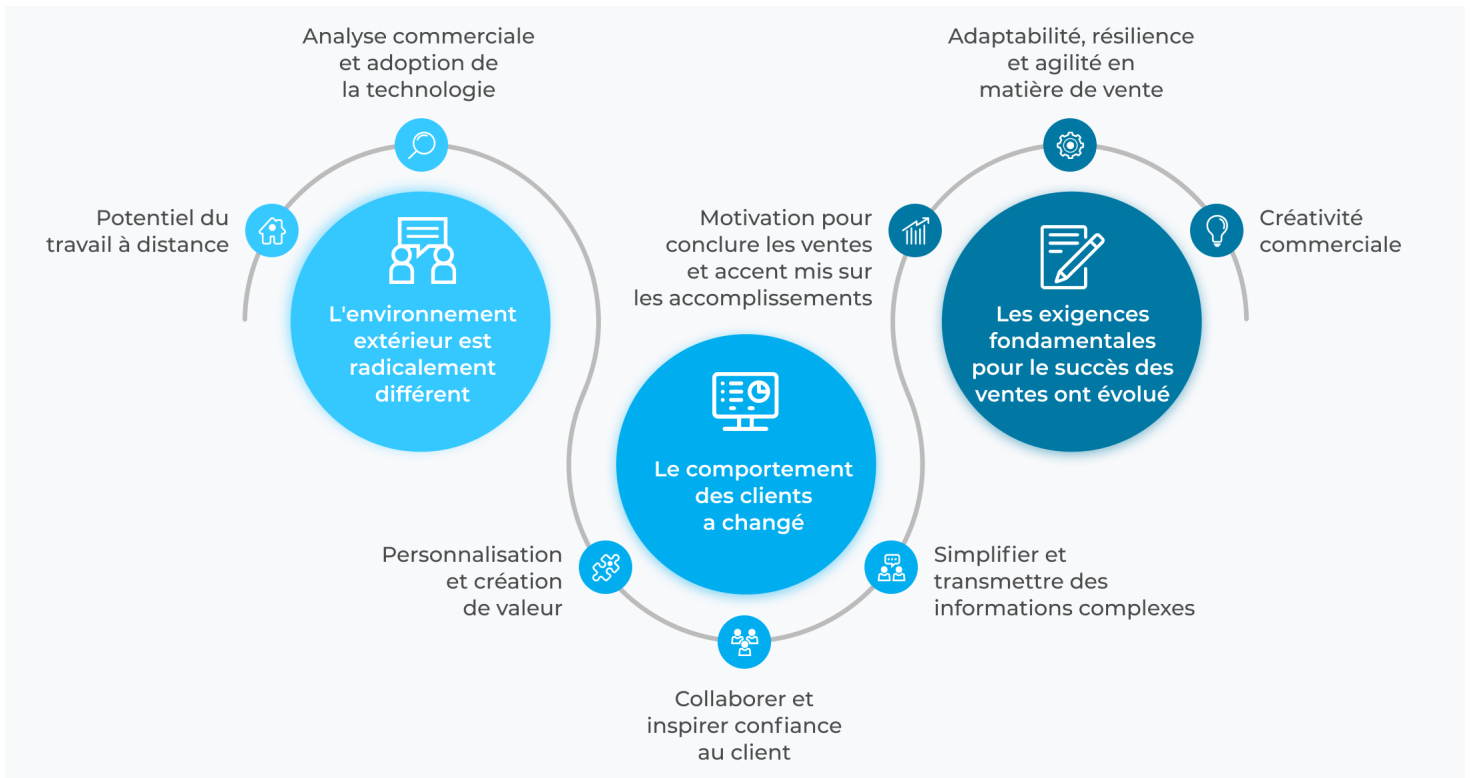 Analyse commerciale
et adoption de
la technologie
Potentiel du
travail à distance
L'environnement
extérieur est
radicalement
différent
Personnalisation
et création
de valeur
Collaborer et
inspirer confiance
au client
Simplifier et
transmettre des
informations complexes
Le comportement
des clients
a changé
Motivation pour
conclure les ventes
et accent mis sur
les accomplissements
Adaptabilité, résilience
et agilité en
matière de vente
Créativité
commerciale
Les exigences
fondamentales
pour le succès des
ventes ont évolué